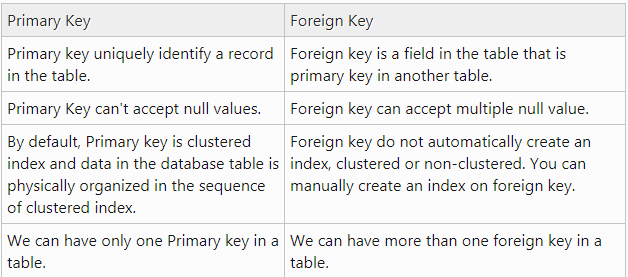 Primary Key
Foreign Key
Primary key uniquely identify a record
in the table.
Foreign key is a field in the table that is
primary key in another table.
Primary Key can't accept null values.
Foreign key can accept multiple null value.
By default, Primary key is clustered
index and data in the database table is
physically organized in the sequence
of clustered index.
Foreign key do not automatically create an
index, clustered or non-clustered. You can
manually create an index on foreign key.
We can have only one Primary key in a
table.
We can have more than one foreign key in a
table.